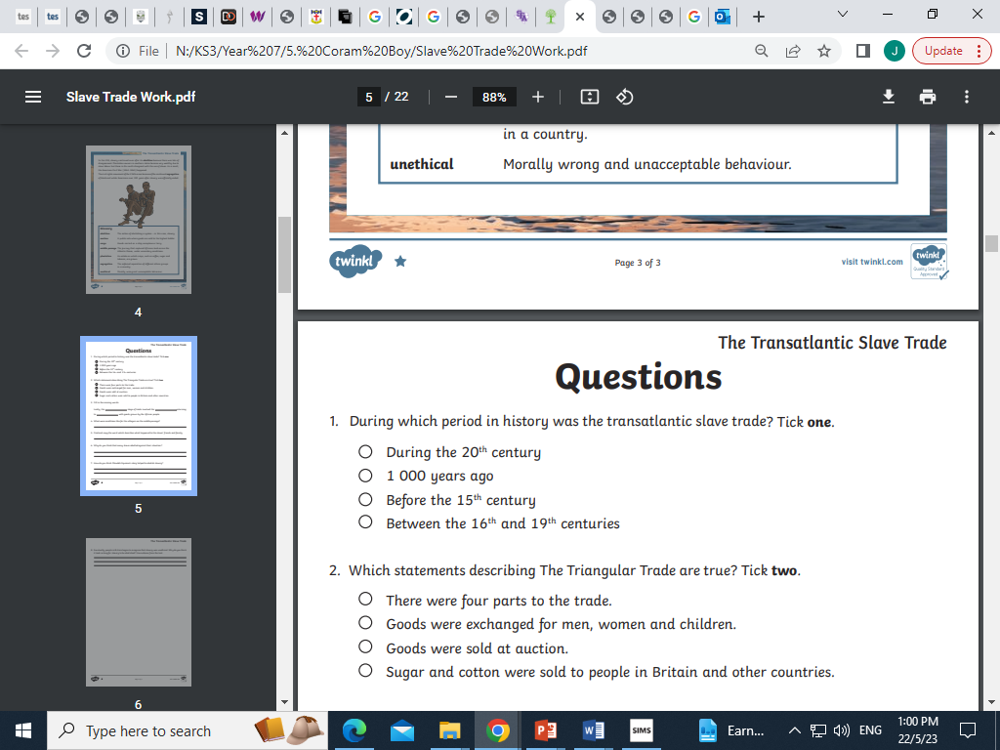 tes
tes
S
DO
W
G
G
G
File N:/KS3/Year%207/5.%20Coram%20Boy/Slave%20Trade%20Work.pdf
J
Update
Slave Trade Work.pdf
5 / 22
88%
in a country.
unethical Morally wrong and unacceptable behaviour.
twinkl
Page 3 of 3
visit twinkl.com
twinkl
Quality Standard
Approved
4
The Transatlantic Slave Trade
Questions
1. During which period in history was the transatlantic slave trade? Tick one.
During the 20th century
1 000 years ago
Before the 15th century
Between the 16th and 19th centuries
2. Which statements describing The Triangular Trade are true? Tick two.
There were four parts to the trade.
Goods were exchanged for men, women and children.
Goods were sold at auction.
Sugar and cotton were sold to people in Britain and other countries.
The Transatlantic Slave Trade
Questions
5
6
Type here to search
SIMS
Earn...
ENG
1:00 PM
22/5/23